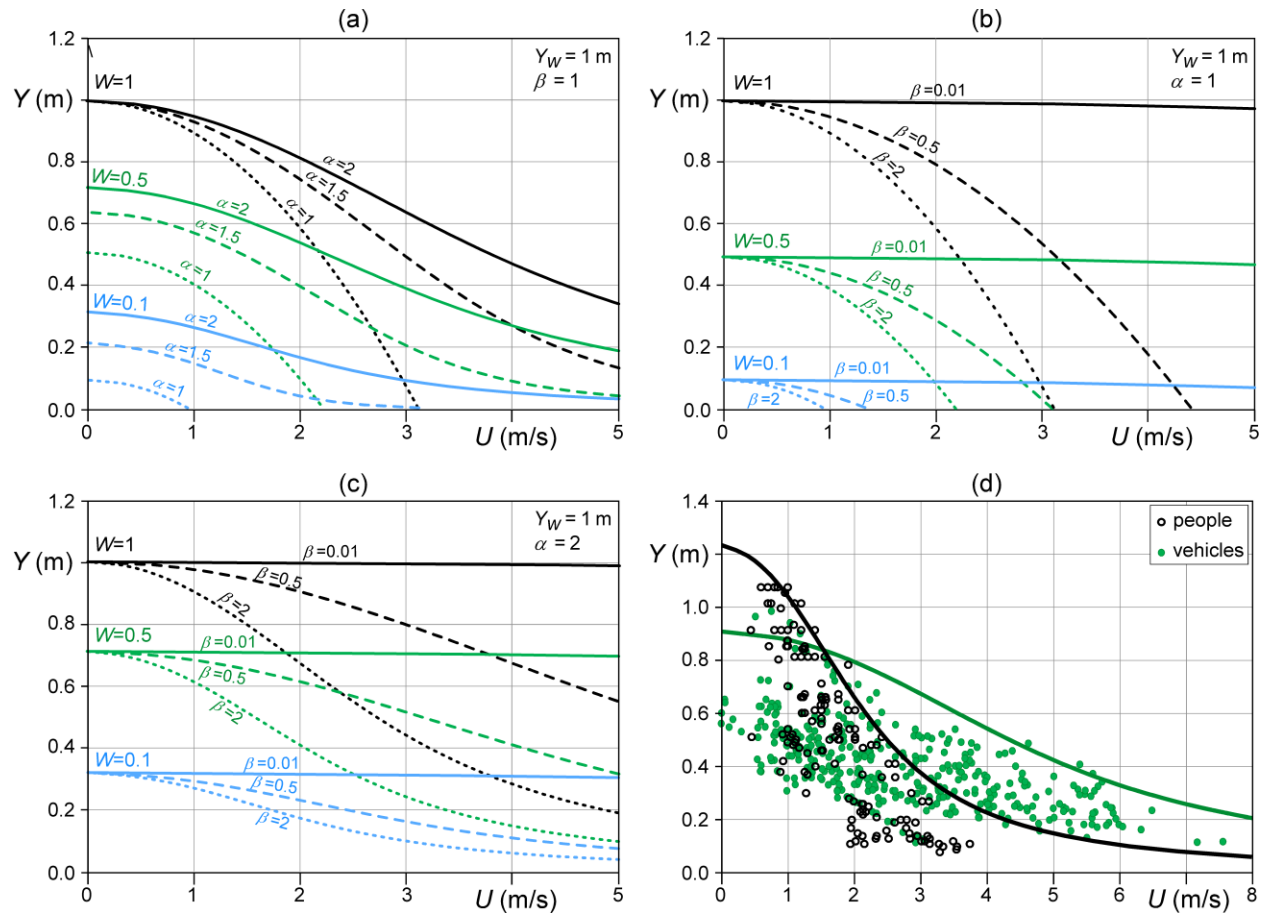 (a)
1.2
1.0
0.8
0.6
0.4
0.2
0.0
Y (m)
Y_W = 1 m
β = 1
W=1
α=2
α=1.5
α=1
W=0.5
α=2
α=1.5
α=1
W=0.1
α=2
α=1.5
α=1
0 1 2 3 4 5
U (m/s)
(b)
1.2
1.0
0.8
0.6
0.4
0.2
0.0
Y (m)
Y_W = 1 m
α = 1
W=1
β=0.01
β=0.5
β=2
W=0.5
β=0.01
β=0.5
β=2
W=0.1
β=0.01
β=2
β=0.5
0 1 2 3 4 5
U (m/s)
(c)
1.2
1.0
0.8
0.6
0.4
0.2
0.0
Y (m)
Y_W = 1 m
α = 2
W=1
β=0.01
β=0.5
β=2
W=0.5
β=0.01
β=0.5
β=2
W=0.1
β=0.01
β=0.5
β=2
0 1 2 3 4 5
U (m/s)
(d)
1.4
1.2
1.0
0.8
0.6
0.4
0.2
0.0
Y (m)
people
vehicles
0 1 2 3 4 5 6 7 8
U (m/s)